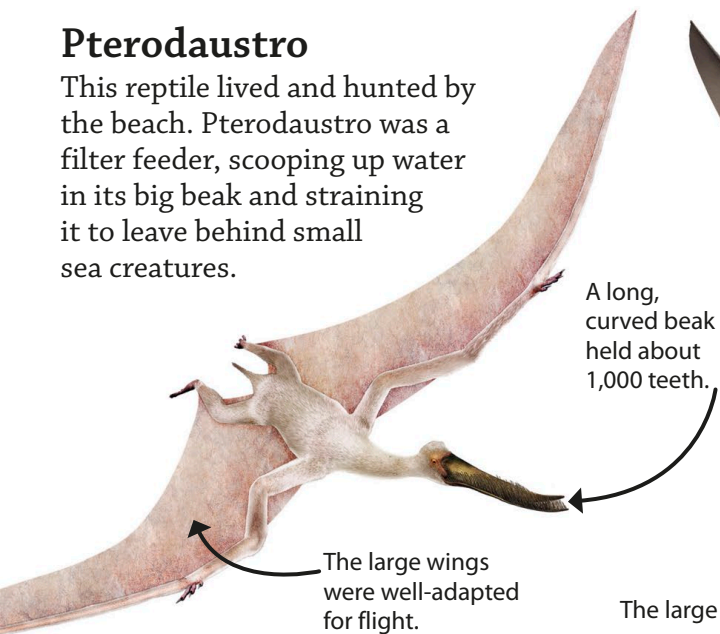 Pterodaustro
This reptile lived and hunted by
the beach. Pterodaustro was a
filter feeder, scooping up water
in its big beak and straining
it to leave behind small
sea creatures.
A long,
curved beak
held about
1,000 teeth.
The large wings
were well-adapted
for flight.
The large